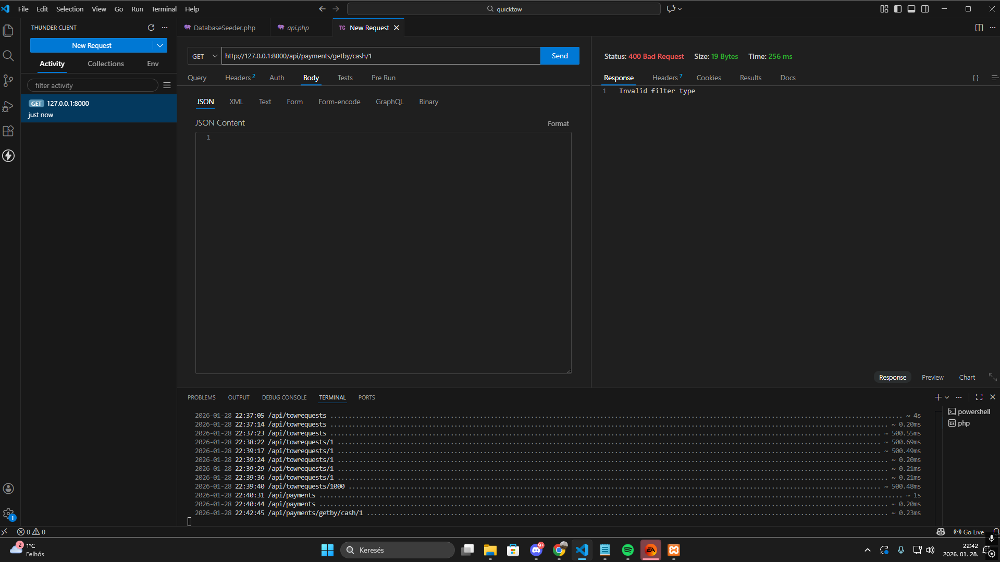 File Edit Selection View Go Run Terminal Help
quicktow
THUNDER CLIENT
New Request
Activity Collections Env
filter activity
GET 127.0.0.1:8000
just now
DatabaseSeeder.php
api.php
TC New Request
GET http://127.0.0.1:8000/api/payments/getby/cash/1 Send
Query Headers 2 Auth Body Tests Pre Run
JSON XML Text Form Form-encode GraphQL Binary
JSON Content Format
1
Status: 400 Bad Request Size: 19 Bytes Time: 256 ms
Response Headers 7 Cookies Results Docs { }
1 Invalid filter type
Response Preview Chart
PROBLEMS OUTPUT DEBUG CONSOLE TERMINAL PORTS
2026-01-28 22:37:05 /api/towrequests ~ 4s
2026-01-28 22:37:14 /api/towrequests ~ 0.20ms
2026-01-28 22:37:23 /api/towrequests ~ 500.55ms
2026-01-28 22:38:22 /api/towrequests/1 ~ 500.69ms
2026-01-28 22:39:17 /api/towrequests/1 ~ 500.49ms
2026-01-28 22:39:24 /api/towrequests/1 ~ 0.20ms
2026-01-28 22:39:29 /api/towrequests/1 ~ 0.21ms
2026-01-28 22:39:36 /api/towrequests/1 ~ 0.21ms
2026-01-28 22:39:40 /api/towrequests/1000 ~ 500.48ms
2026-01-28 22:40:31 /api/payments ~ 1s
2026-01-28 22:40:44 /api/payments ~ 0.20ms
2026-01-28 22:42:45 /api/payments/getby/cash/1 ~ 0.23ms
powershell
php
1
0 0
Go Live
2
1°C
Felhős
Keresés
9+
EA
22:42
2026. 01. 28.